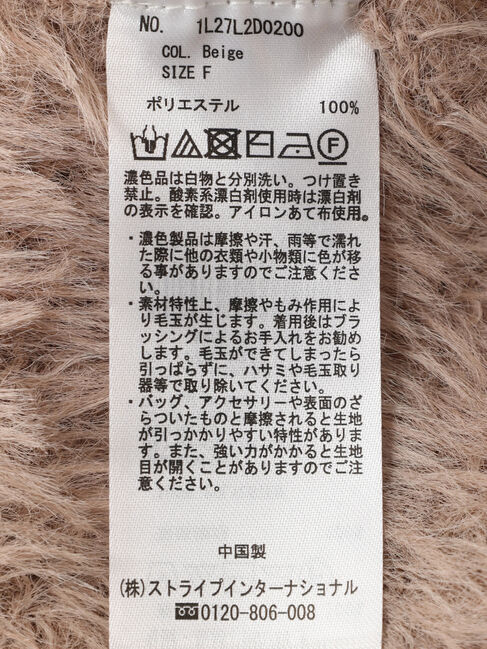 NO. 1L27L2D0200
COL. Beige
SIZE F
ポリエステル 100%
F
濃色品は白物と分別洗い。つけ置き
禁止。酸素系漂白剤使用時は漂白剤
の表示を確認。アイロンあて布使用。
・濃色製品は摩擦や汗、雨等で濡れ
た際に他の衣類や小物類に色が移
る事がありますのでご注意くださ
い。
・素材特性上、摩擦やもみ作用によ
り毛玉が生じます。着用後はブラ
ッシングによるお手入れをお勧め
します。毛玉ができてしまったら
引っぱらずに、ハサミや毛玉取り
器等で取り除いてください。
・バッグ、アクセサリーや表面のざ
らついたものと摩擦されると生地
が引っかかりやすい特性がありま
す。また、強い力がかかると生地
目が開くことがありますのでご注
意ください。
中国製
(株)ストライプインターナショナル
0120-806-008